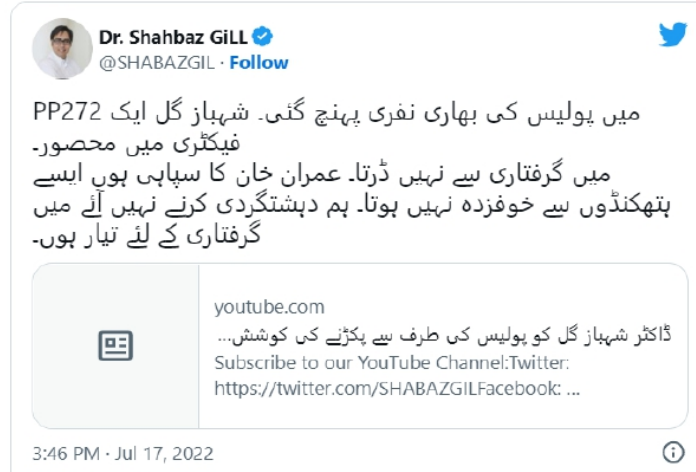 Dr. Shahbaz GiLL
@SHABAZGIL · Follow
PP272 میں پولیس کی بھاری نفری پہنچ گئی۔ شہباز گل ایک
فیکٹری میں محصور۔
میں گرفتاری سے نہیں ڈرتا۔ عمران خان کا سپاہی ہوں ایسے
ہتھکنڈوں سے خوفزدہ نہیں ہوتا۔ ہم دہشتگردی کرنے نہیں آئے میں
گرفتاری کے لئے تیار ہوں۔
youtube.com
ڈاکٹر شہباز گل کو پولیس کی طرف سے پکڑنے کی کوشش...
Subscribe to our YouTube Channel:Twitter:
https://twitter.com/SHABAZGILFacebook: ...
3:46 PM · Jul 17, 2022